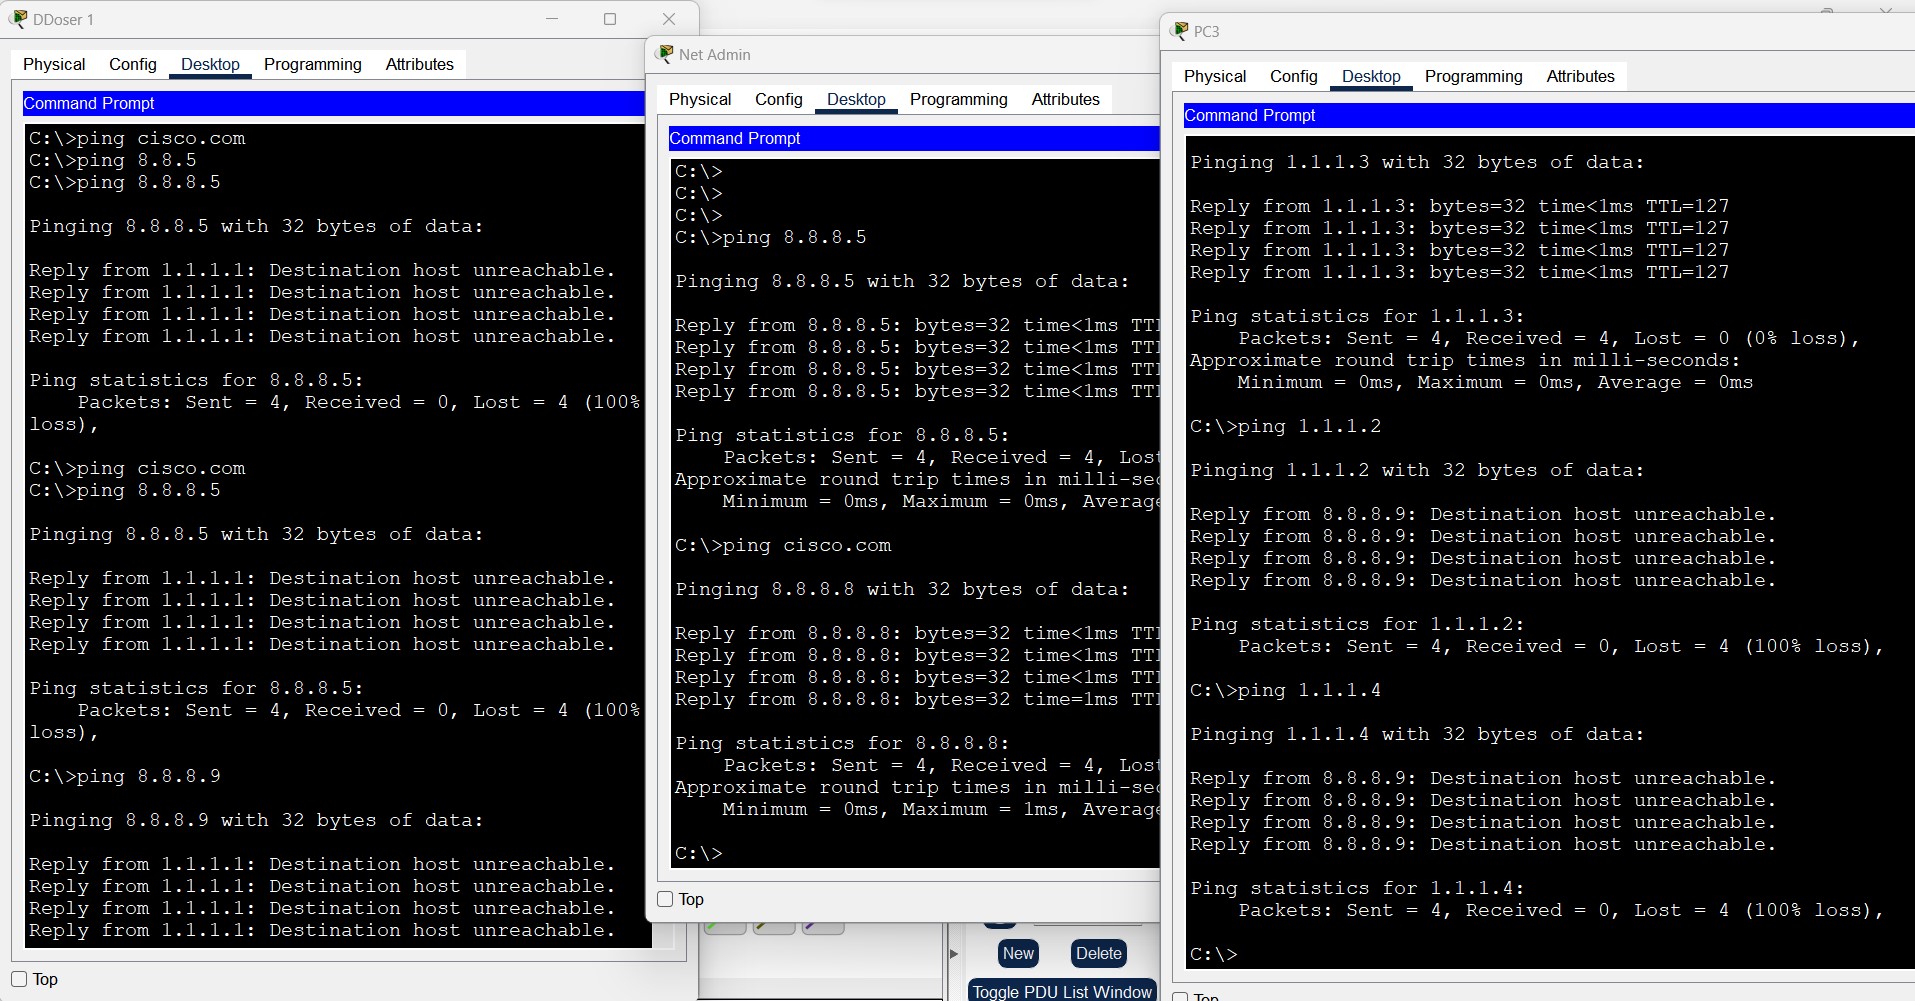 DDoser 1
Physical Config Desktop Programming Attributes
Command Prompt
C:\>ping cisco.com
C:\>ping 8.8.5
C:\>ping 8.8.8.5
Pinging 8.8.8.5 with 32 bytes of data:
Reply from 1.1.1.1: Destination host unreachable.
Reply from 1.1.1.1: Destination host unreachable.
Reply from 1.1.1.1: Destination host unreachable.
Reply from 1.1.1.1: Destination host unreachable.
Ping statistics for 8.8.8.5:
Packets: Sent = 4, Received = 0, Lost = 4 (100%
loss),
C:\>ping cisco.com
C:\>ping 8.8.8.5
Pinging 8.8.8.5 with 32 bytes of data:
Reply from 1.1.1.1: Destination host unreachable.
Reply from 1.1.1.1: Destination host unreachable.
Reply from 1.1.1.1: Destination host unreachable.
Reply from 1.1.1.1: Destination host unreachable.
Ping statistics for 8.8.8.5:
Packets: Sent = 4, Received = 0, Lost = 4 (100%
loss),
C:\>ping 8.8.8.9
Pinging 8.8.8.9 with 32 bytes of data:
Reply from 1.1.1.1: Destination host unreachable.
Reply from 1.1.1.1: Destination host unreachable.
Reply from 1.1.1.1: Destination host unreachable.
Reply from 1.1.1.1: Destination host unreachable.
Top
Net Admin
Physical Config Desktop Programming Attributes
Command Prompt
C:\>
C:\>
C:\>
C:\>ping 8.8.8.5
Pinging 8.8.8.5 with 32 bytes of data:
Reply from 8.8.8.5: bytes=32 time<1ms
Reply from 8.8.8.5: bytes=32 time<1ms
Reply from 8.8.8.5: bytes=32 time<1ms
Reply from 8.8.8.5: bytes=32 time<1ms
Ping statistics for 8.8.8.5:
Packets: Sent = 4, Received = 4, Lost
Approximate round trip times in
Minimum = 0ms, Maximum = 0ms, Average
C:\>ping cisco.com
Pinging 8.8.8.8 with 32 bytes of data:
Reply from 8.8.8.8: bytes=32 time<1ms
Reply from 8.8.8.8: bytes=32 time<1ms
Reply from 8.8.8.8: bytes=32 time<1ms
Reply from 8.8.8.8: bytes=32 time=1ms
Ping statistics for 8.8.8.8:
Packets: Sent = 4, Received = 4, Lost
Approximate round trip times in
Minimum = 0ms, Maximum = 1ms, Average
C:\>
Top
New Delete
Toggle PDU List Window
PC3
Physical Config Desktop Programming Attributes
Command Prompt
Pinging 1.1.1.3 with 32 bytes of data:
Reply from 1.1.1.3: bytes=32 time<1ms TTL=127
Reply from 1.1.1.3: bytes=32 time<1ms TTL=127
Reply from 1.1.1.3: bytes=32 time<1ms TTL=127
Reply from 1.1.1.3: bytes=32 time<1ms TTL=127
Ping statistics for 1.1.1.3:
Packets: Sent = 4, Received = 4, Lost = 0 (0% loss),
Approximate round trip times in milli-seconds:
Minimum = 0ms, Maximum = 0ms, Average = 0ms
C:\>ping 1.1.1.2
Pinging 1.1.1.2 with 32 bytes of data:
Reply from 8.8.8.9: Destination host unreachable.
Reply from 8.8.8.9: Destination host unreachable.
Reply from 8.8.8.9: Destination host unreachable.
Reply from 8.8.8.9: Destination host unreachable.
Ping statistics for 1.1.1.2:
Packets: Sent = 4, Received = 0, Lost = 4 (100% loss),
C:\>ping 1.1.1.4
Pinging 1.1.1.4 with 32 bytes of data:
Reply from 8.8.8.9: Destination host unreachable.
Reply from 8.8.8.9: Destination host unreachable.
Reply from 8.8.8.9: Destination host unreachable.
Reply from 8.8.8.9: Destination host unreachable.
Ping statistics for 1.1.1.4:
Packets: Sent = 4, Received = 0, Lost = 4 (100% loss),
C:\>